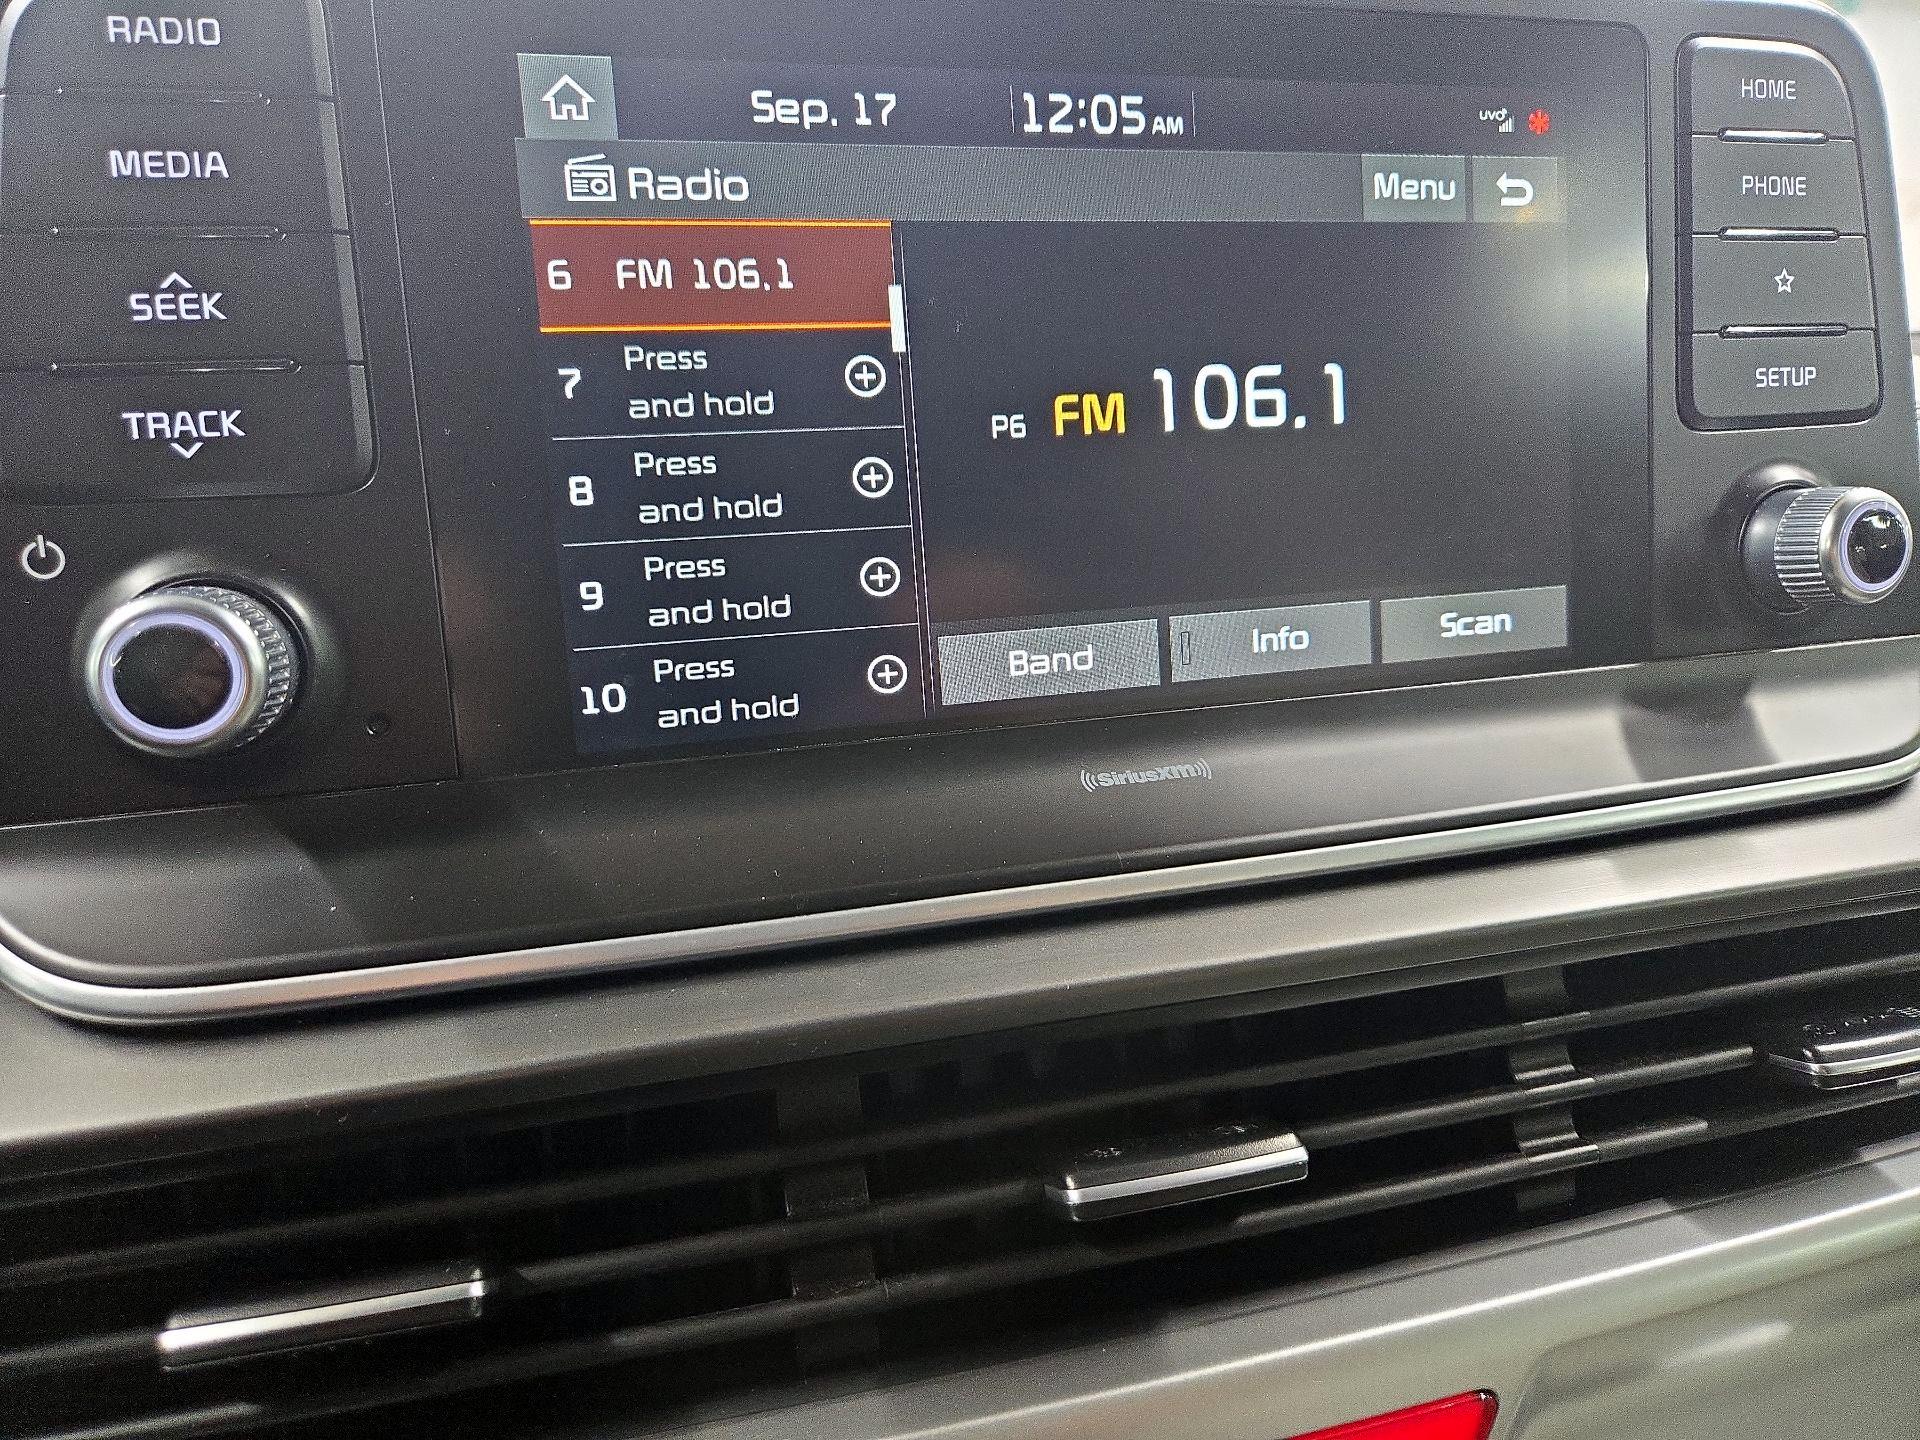 RADIO
MEDIA
SEEK
TRACK
Sep. 17
12:05 AM
UVO
Radio
Menu
6 FM 106.1
7 Press
and hold
8 Press
and hold
9 Press
and hold
10 Press
and hold
P6 FM 106.1
Band
Info
Scan
HOME
PHONE
SETUP
((SiriusXM))